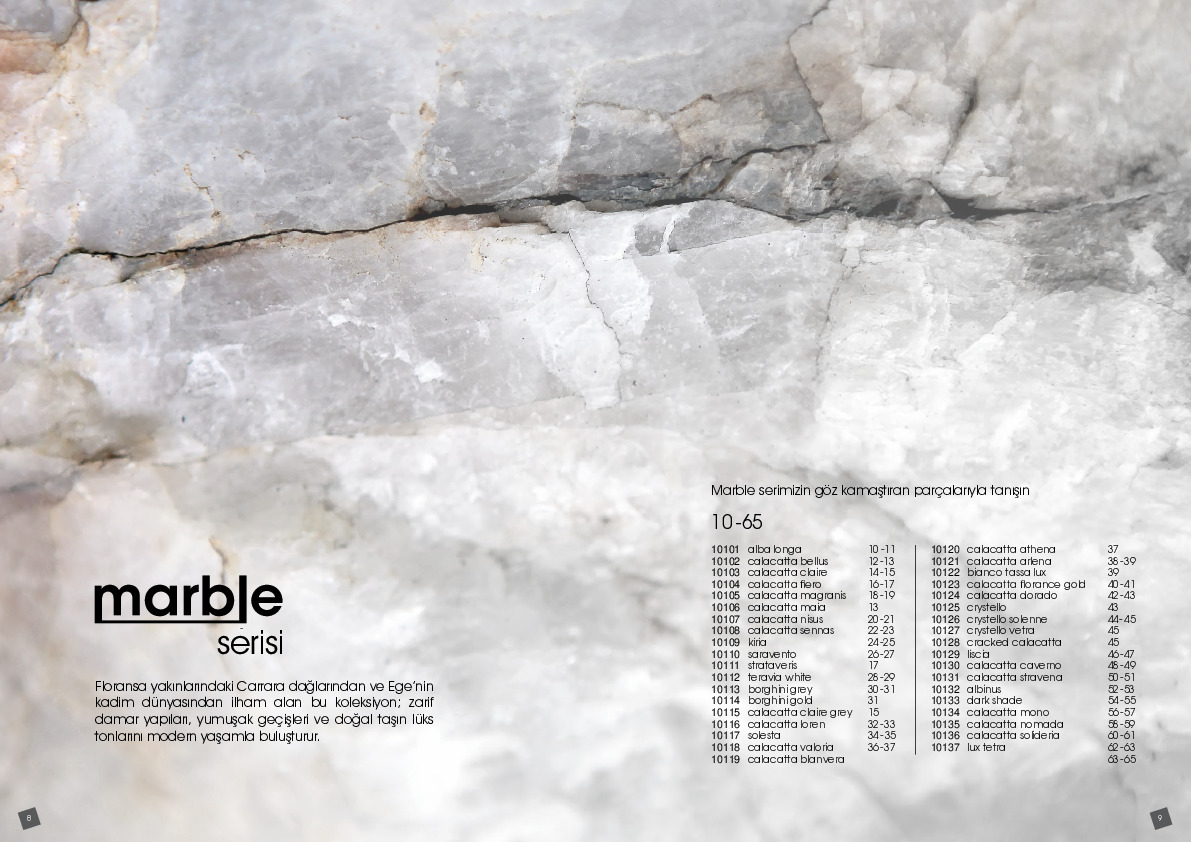 marble
serisi
Floransa yakınlarındaki Carrara dağlarından ve Ege'nin
kadim dünyasından ilham alan bu koleksiyon; zarif
damar yapıları, yumuşak geçişleri ve doğal taşın lüks
tonlarını modern yaşamla buluşturur.
8
Marble serimizin göz kamaştıran parçalarıyla tanışın
10-65
10101 alba longa 10-11
10102 calacatta bellus 12-13
10103 calacatta claire 14-15
10104 calacatta fiero 16-17
10105 calacatta magranis 18-19
10106 calacatta maia 13
10107 calacatta nisus 20-21
10108 calacatta sennas 22-23
10109 kiria 24-25
10110 saravento 26-27
10111 strataveris 17
10112 teravia white 28-29
10113 borghini grey 30-31
10114 borghini gold 31
10115 calacatta claire grey 15
10116 calacatta loren 32-33
10117 solesta 34-35
10118 calacatta valoria 36-37
10119 calacatta blanvera
10120 calacatta athena 37
10121 calacatta arlena 38-39
10122 bianco tassa lux 39
10123 calacatta florance gold 40-41
10124 calacatta dorado 42-43
10125 crystello 43
10126 crystello solenne 44-45
10127 crystello vetra 45
10128 cracked calacatta 45
10129 liscia 46-47
10130 calacatta caverno 48-49
10131 calacatta stravena 50-51
10132 albinus 52-53
10133 dark shade 54-55
10134 calacatta mono 56-57
10135 calacatta nomada 58-59
10136 calacatta solideria 60-61
10137 lux tetra 62-63
63-65
9